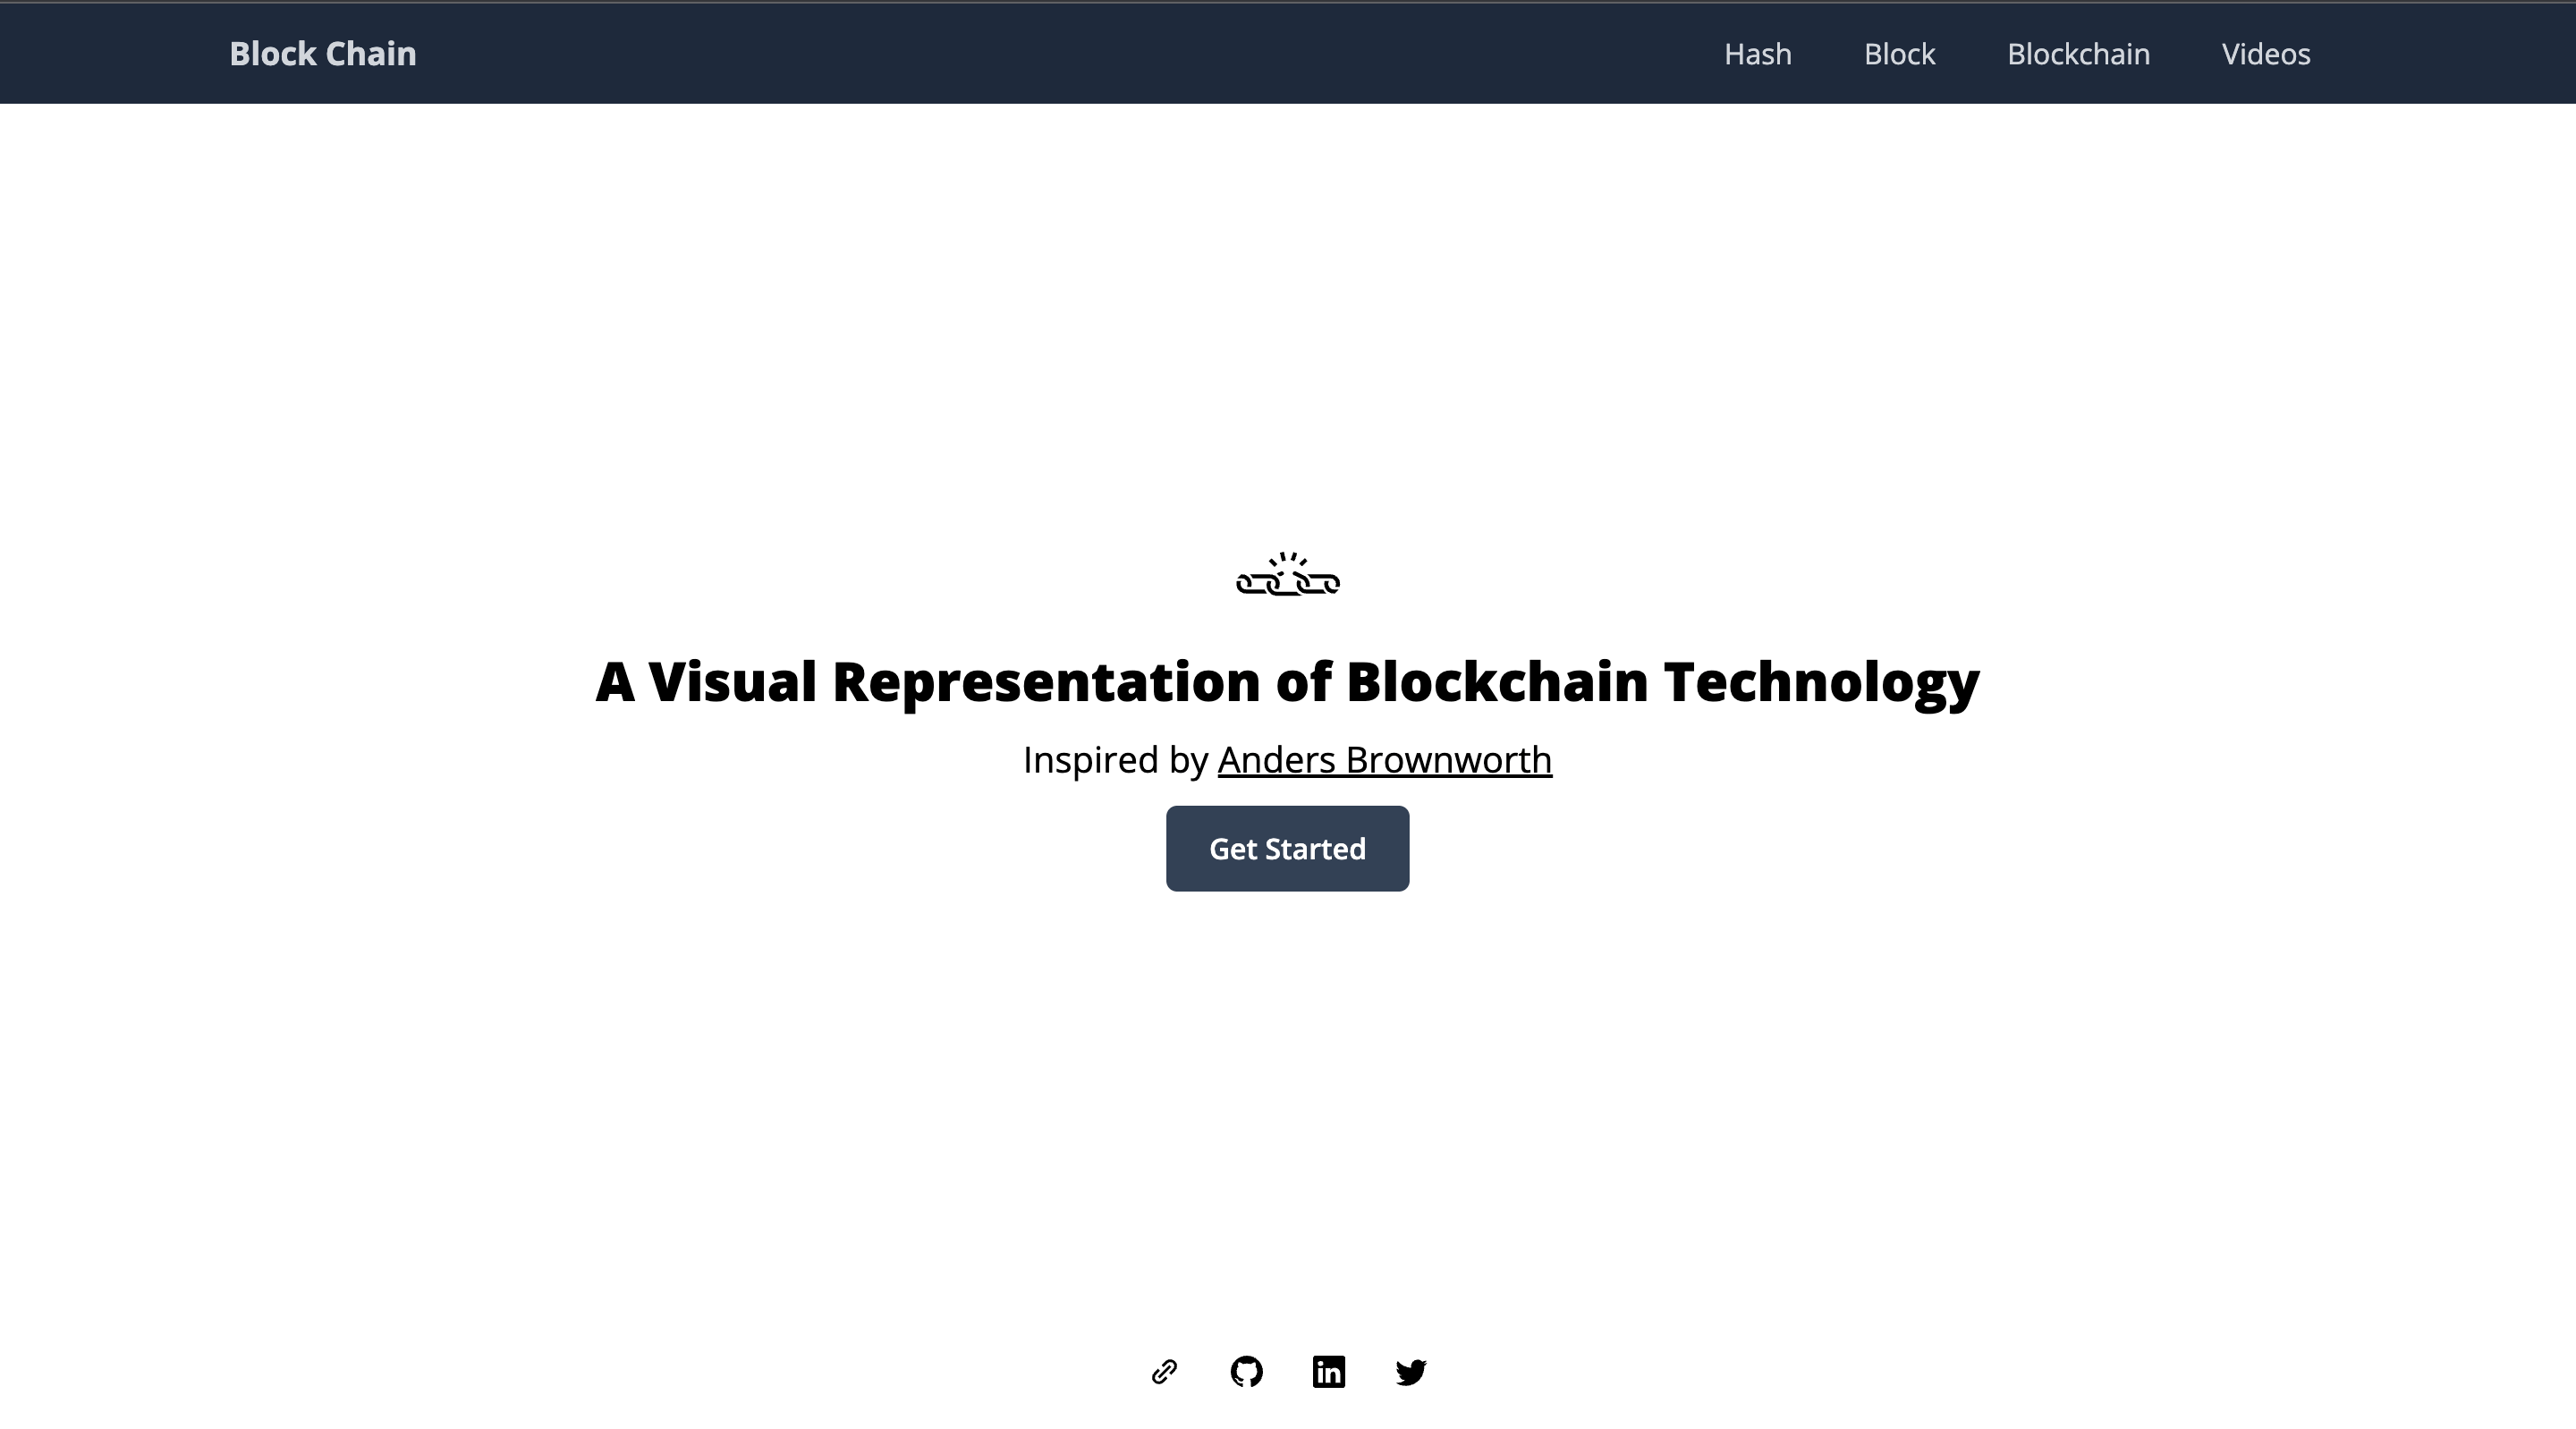 Block Chain
Hash Block Blockchain Videos
A Visual Representation of Blockchain Technology
Inspired by Anders Brownworth
Get Started